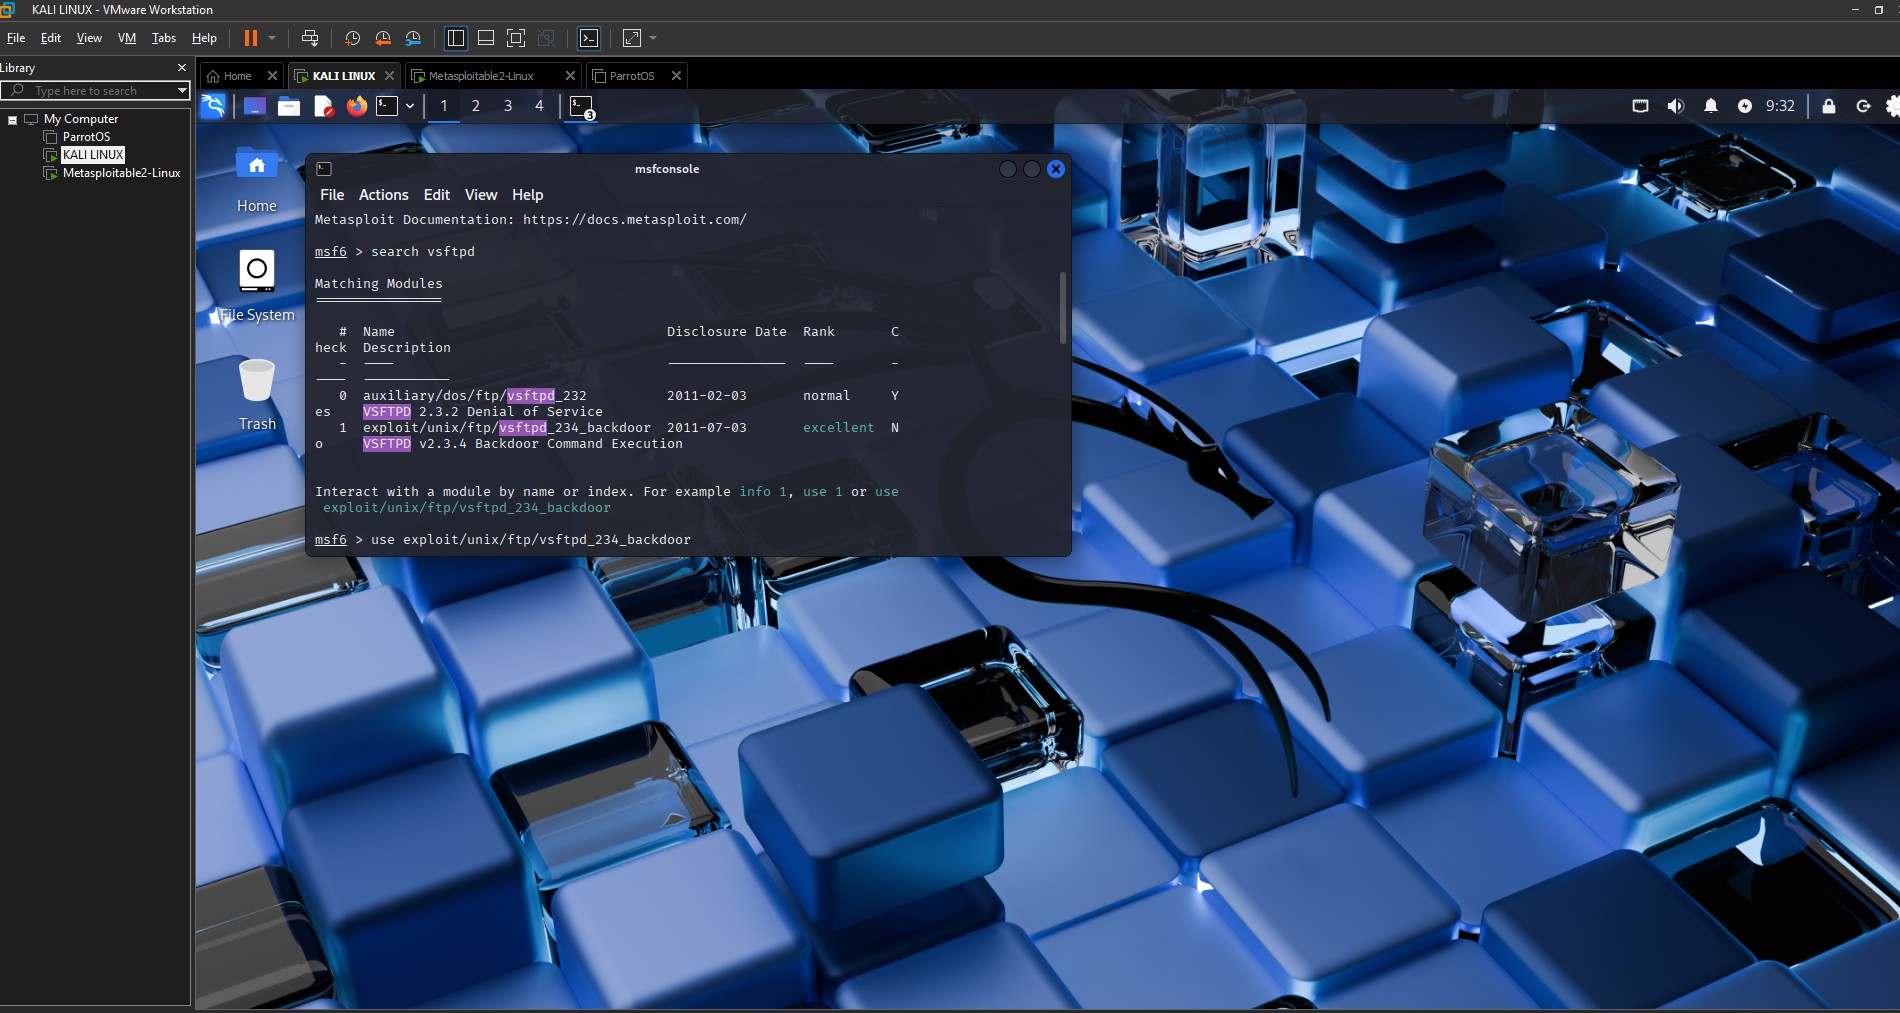 KALI LINUX - VMware Workstation
File Edit View VM Tabs Help
Library
Type here to search
My Computer
ParrotOS
KALI LINUX
Metasploitable2-Linux
Home KALI LINUX Metasploitable2-Linux ParrotOS
1 2 3 4 3 9:32
Home
File System
Trash
msfconsole
File Actions Edit View Help
Metasploit Documentation: https://docs.metasploit.com/
msf6 > search vsftpd
Matching Modules
# Name Disclosure Date Rank C
heck Description
0 auxiliary/dos/ftp/vsftpd_232 2011-02-03 normal Y
es VSFTPD 2.3.2 Denial of Service
1 exploit/unix/ftp/vsftpd_234_backdoor 2011-07-03 excellent N
o VSFTPD v2.3.4 Backdoor Command Execution
Interact with a module by name or index. For example info 1, use 1 or use
exploit/unix/ftp/vsftpd_234_backdoor
msf6 > use exploit/unix/ftp/vsftpd_234_backdoor